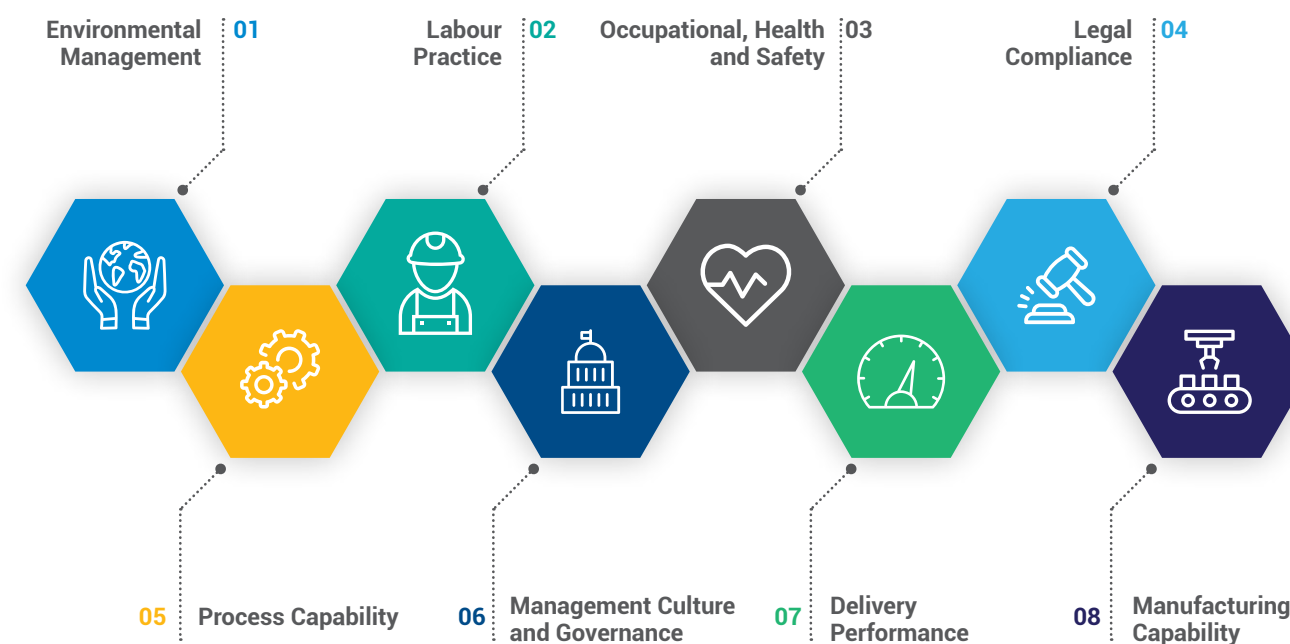 Environmental
Management
01
Labour
Practice
02
Occupational, Health
and Safety
03
Legal
Compliance
04
05
Process Capability
06
Management Culture
and Governance
07
Delivery
Performance
08
Manufacturing
Capability